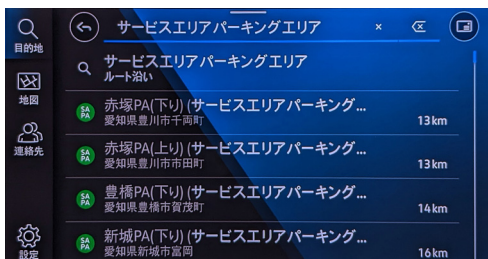 目的地
地図
連絡先
設定
サービスエリアパーキングエリア
サービスエリアパーキングエリア
ルート沿い
SA PA 赤塚PA(下り) (サービスエリアパーキング...
愛知県豊川市千両町 13km
SA PA 赤塚PA(上り) (サービスエリアパーキング...
愛知県豊川市市田町 13km
SA PA 豊橋PA(下り) (サービスエリアパーキング...
愛知県豊橋市賀茂町 14km
SA PA 新城PA(下り) (サービスエリアパーキング...
愛知県新城市富岡 16km